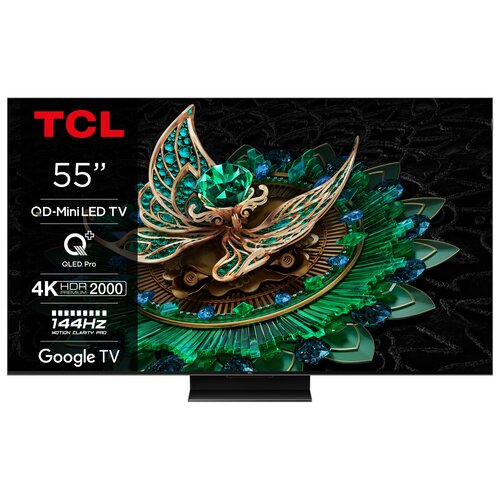 TCL
55”
QD-Mini LED TV
Q+
QLED Pro
4K HDR PREMIUM 2000
144Hz
MOTION CLARITY PRO
Google TV